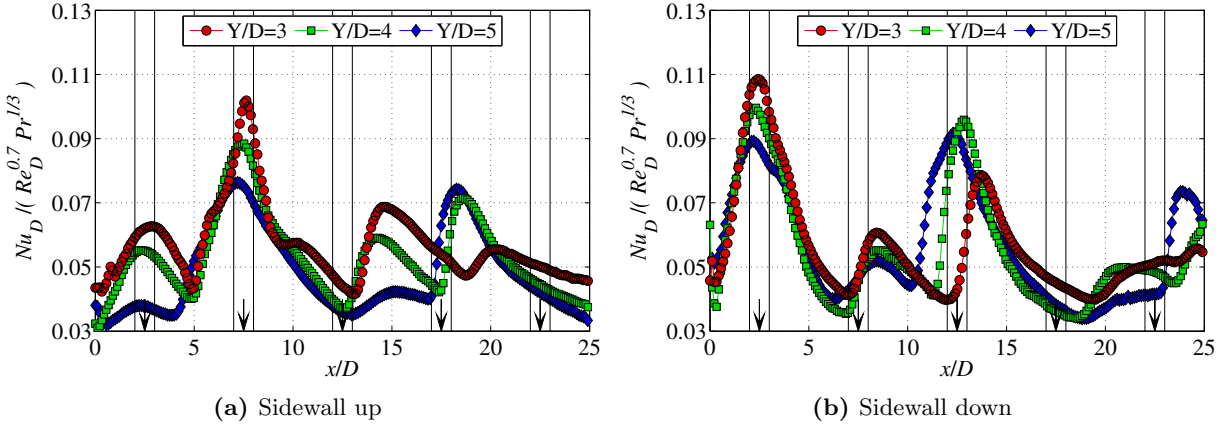 0.13
Y/D=3 Y/D=4 Y/D=5
0.11
0.09
0.07
0.05
0.03
Nu_D /( Re_D^0.7 Pr^1/3)
0 5 10 15 20 25
x/D
(a) Sidewall up
0.13
Y/D=3 Y/D=4 Y/D=5
0.11
0.09
0.07
0.05
0.03
Nu_D /( Re_D^0.7 Pr^1/3)
0 5 10 15 20 25
x/D
(b) Sidewall down